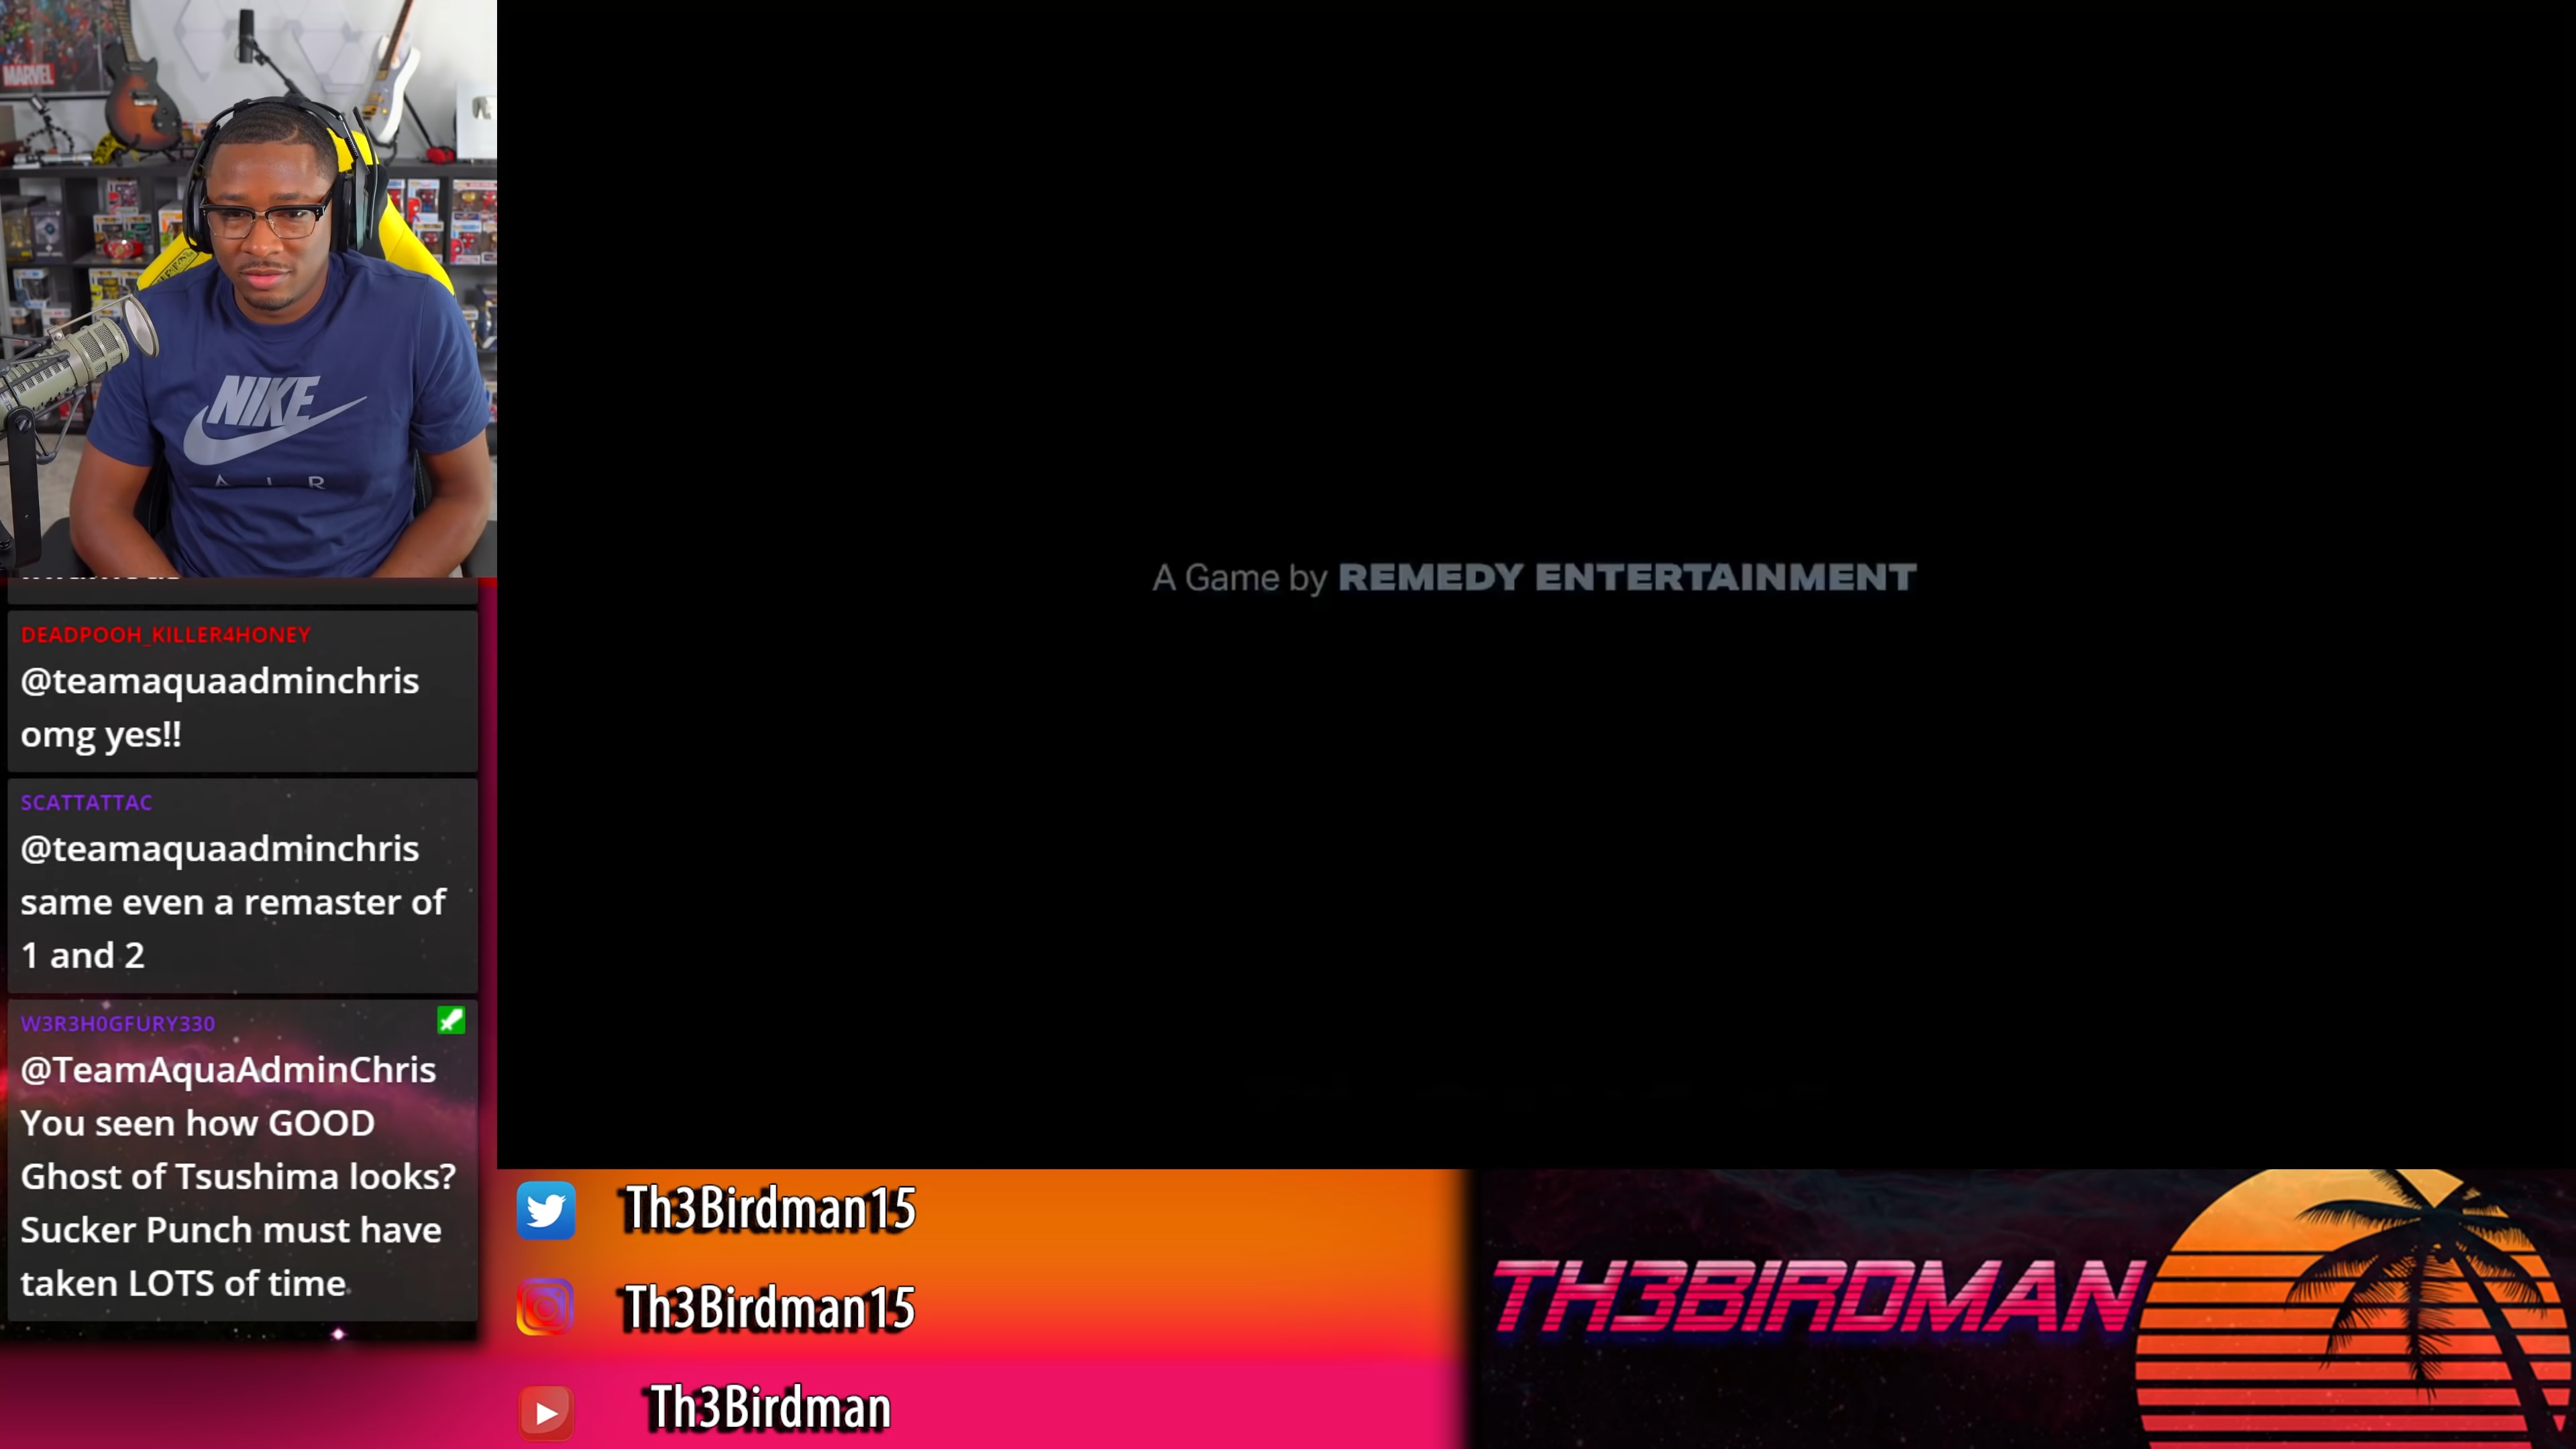 MARVEL
NIKE
AIR
DEADPOOH_KILLER4HONEY
@teamaquaadminchris
omg yes!!
SCATTATTAC
@teamaquaadminchris
same even a remaster of
1 and 2
W3R3H0GFURY330
@TeamAquaAdminChris
You seen how GOOD
Ghost of Tsushima looks?
Sucker Punch must have
taken LOTS of time
A Game by REMEDY ENTERTAINMENT
Th3Birdman15
Th3Birdman15
Th3Birdman
TH3BIRDMAN